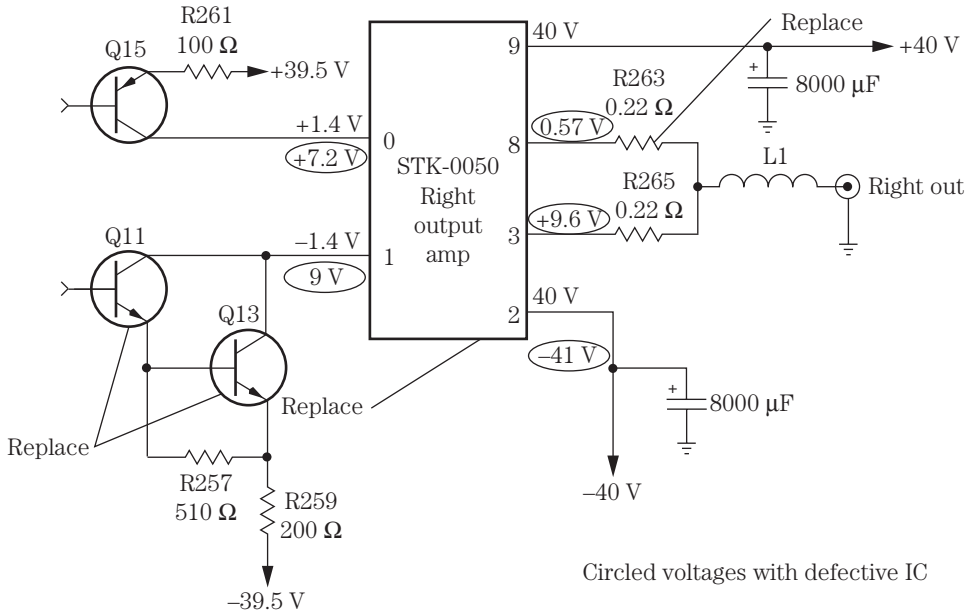 R261
100 Ω
Q15
+39.5 V
+1.4 V
+7.2 V
0
Q11
–1.4 V
9 V
1
Q13
Replace
Replace
R257
510 Ω
R259
200 Ω
–39.5 V
STK-0050
Right
output
amp
9
40 V
Replace
+40 V
+
8000 µF
R263
0.22 Ω
0.57 V
8
L1
Right out
R265
0.22 Ω
+9.6 V
3
40 V
2
–41 V
+
8000 µF
–40 V
Circled voltages with defective IC